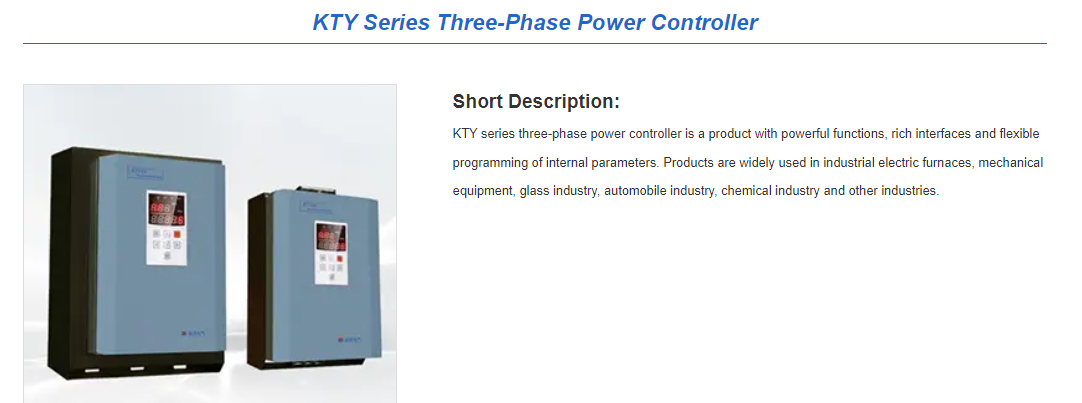 KTY Series Three-Phase Power Controller
Short Description:
KTY series three-phase power controller is a product with powerful functions, rich interfaces and flexible
programming of internal parameters. Products are widely used in industrial electric furnaces, mechanical
equipment, glass industry, automobile industry, chemical industry and other industries.